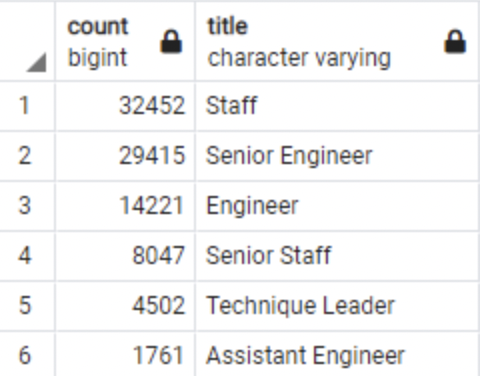 count title
bigint character varying
1 32452 Staff
2 29415 Senior Engineer
3 14221 Engineer
4 8047 Senior Staff
5 4502 Technique Leader
6 1761 Assistant Engineer